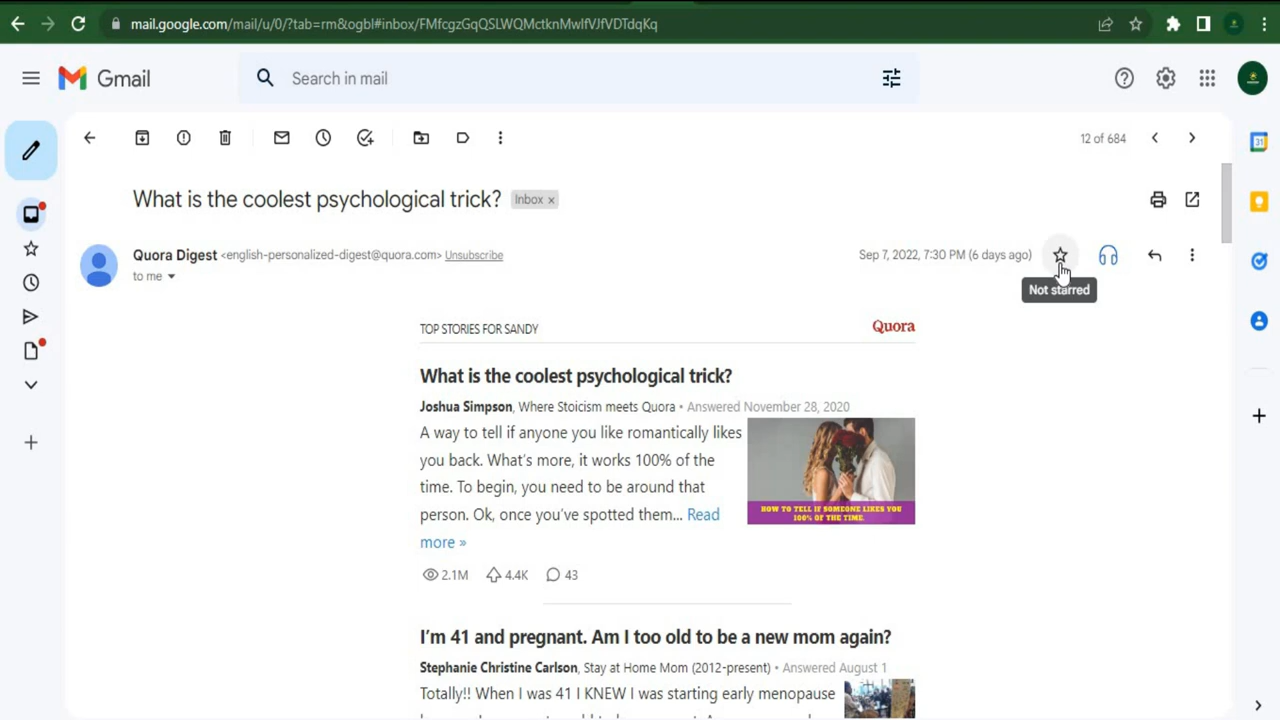 mail.google.com/mail/u/0/?tab=rm&ogbl#inbox/FMfcgzGqQSLWQMctknMwlfVJfVDTdqKq
Gmail
Search in mail
12 of 684
What is the coolest psychological trick?
Inbox ×
Quora Digest <english-personalized-digest@quora.com> Unsubscribe
Sep 7, 2022, 7:30 PM (6 days ago)
to me
Not starred
TOP STORIES FOR SANDY
Quora
What is the coolest psychological trick?
Joshua Simpson, Where Stoicism meets Quora • Answered November 28, 2020
A way to tell if anyone you like romantically likes
you back. What's more, it works 100% of the
time. To begin, you need to be around that
person. Ok, once you've spotted them... Read
more »
HOW TO TELL IF SOMEONE LIKES YOU
100% OF THE TIME.
2.1M 4.4K 43
I'm 41 and pregnant. Am I too old to be a new mom again?
Stephanie Christine Carlson, Stay at Home Mom (2012-present) • Answered August 1
Totally!! When I was 41 I KNEW I was starting early menopause
31